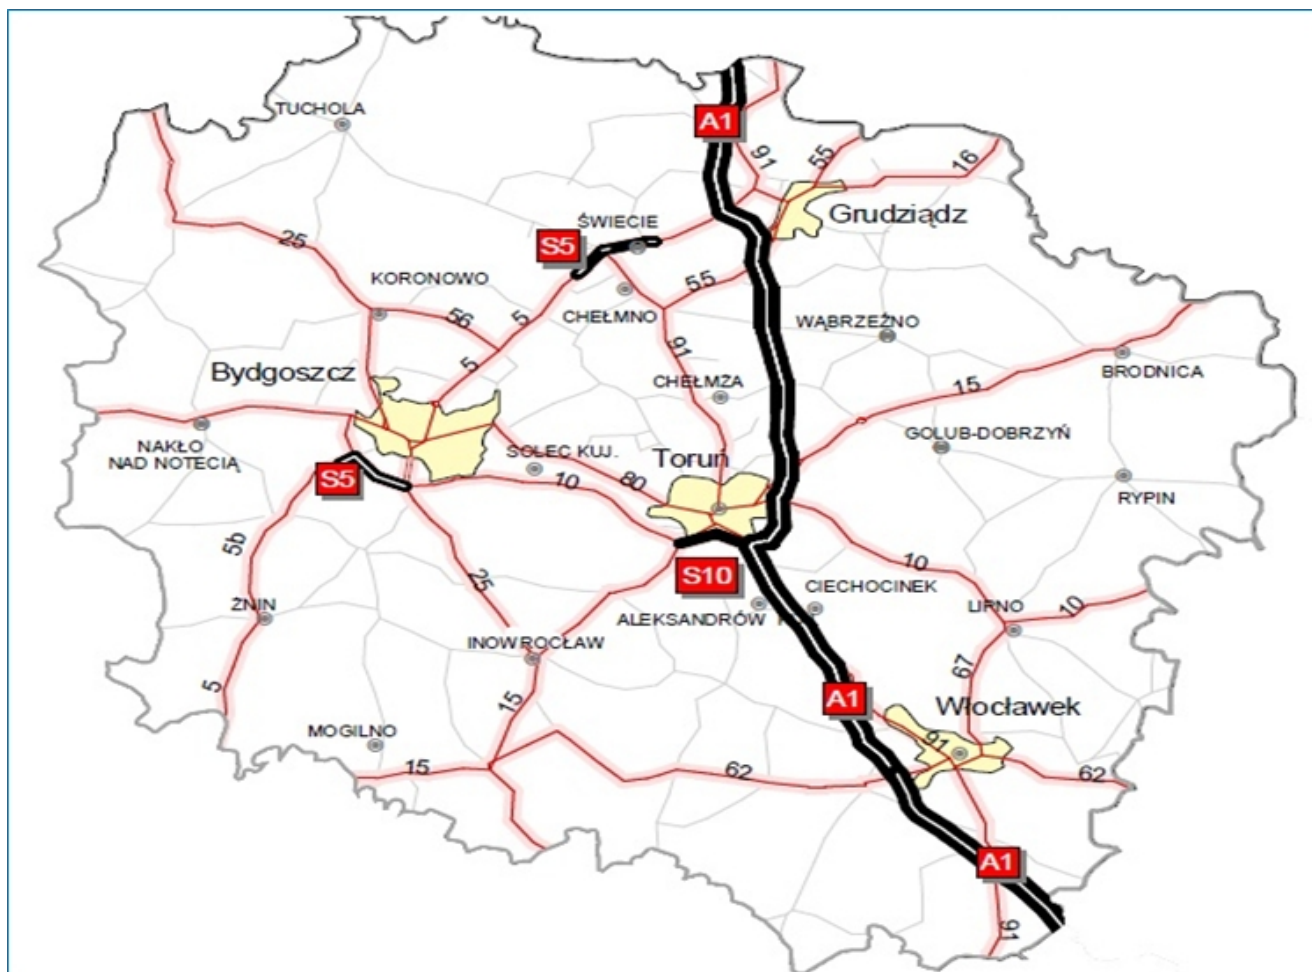 TUCHOLA
A1
91
55
16
Grudziądz
ŚWIECIE
S5
25
KORONOWO
56
5
CHEŁMNO
55
WĄBRZEŹNO
5
91
Bydgoszcz
CHEŁMŻA
15
BRODNICA
NAKŁO
NAD NOTECIĄ
SOLEC KUJ.
Toruń
GOLUB-DOBRZYŃ
S5
10
80
RYPIN
5b
10
S10
25
CIECHOCINEK
ŻNIN
ALEKSANDRÓW
LIPNO
10
INOWROCŁAW
67
5
15
A1
Włocławek
MOGILNO
91
15
62
62
A1
91